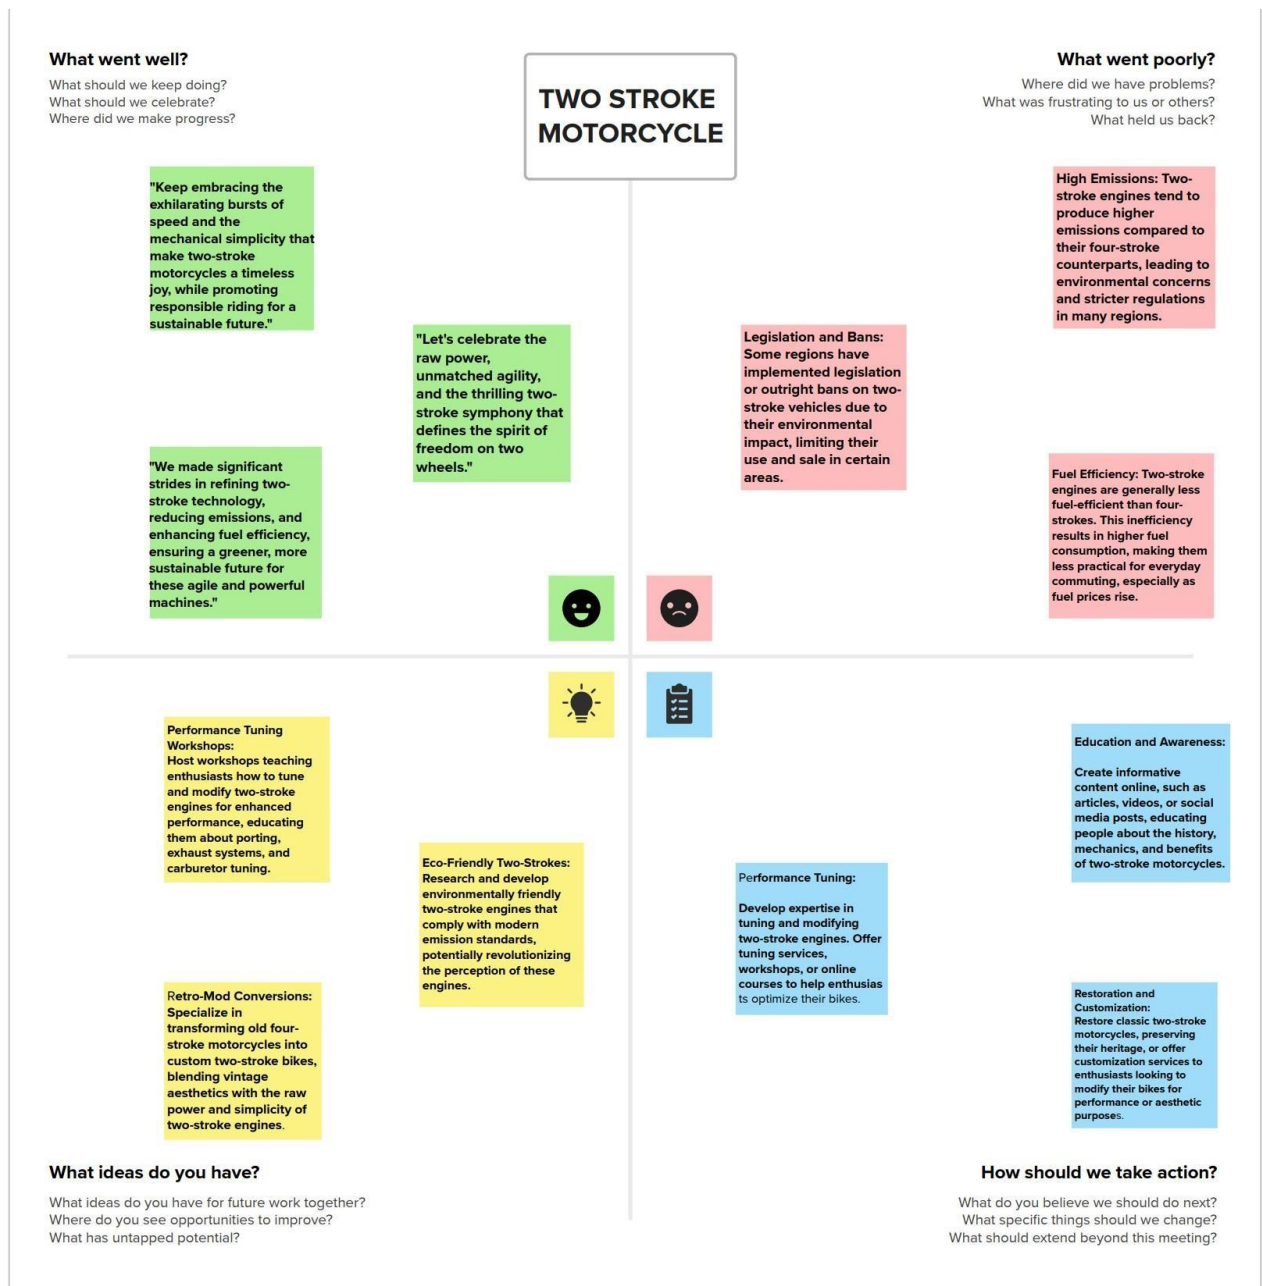 What went well?
What should we keep doing?
What should we celebrate?
Where did we make progress?
TWO STROKE
MOTORCYCLE
What went poorly?
Where did we have problems?
What was frustrating to us or others?
What held us back?
"Keep embracing the
exhilarating bursts of
speed and the
mechanical simplicity that
make two-stroke
motorcycles a timeless
joy, while promoting
responsible riding for a
sustainable future."
"Let's celebrate the
raw power,
unmatched agility,
and the thrilling two-
stroke symphony that
defines the spirit of
freedom on two
wheels."
"We made significant
strides in refining two-
stroke technology,
reducing emissions, and
enhancing fuel efficiency,
ensuring a greener, more
sustainable future for
these agile and powerful
machines."
High Emissions: Two-
stroke engines tend to
produce higher
emissions compared to
their four-stroke
counterparts, leading to
environmental concerns
and stricter regulations
in many regions.
Legislation and Bans:
Some regions have
implemented legislation
or outright bans on two-
stroke vehicles due to
their environmental
impact, limiting their
use and sale in certain
areas.
Fuel Efficiency: Two-stroke
engines are generally less
fuel-efficient than four-
strokes. This inefficiency
results in higher fuel
consumption, making them
less practical for everyday
commuting, especially as
fuel prices rise.
Performance Tuning
Workshops:
Host workshops teaching
enthusiasts how to tune
and modify two-stroke
engines for enhanced
performance, educating
them about porting,
exhaust systems, and
carburetor tuning.
Eco-Friendly Two-Strokes:
Research and develop
environmentally friendly
two-stroke engines that
comply with modern
emission standards,
potentially revolutionizing
the perception of these
engines.
Retro-Mod Conversions:
Specialize in
transforming old four-
stroke motorcycles into
custom two-stroke bikes,
blending vintage
aesthetics with the raw
power and simplicity of
two-stroke engines.
Education and Awareness:
Create informative
content online, such as
articles, videos, or social
media posts, educating
people about the history,
mechanics, and benefits
of two-stroke motorcycles.
Performance Tuning:
Develop expertise in
tuning and modifying
two-stroke engines. Offer
tuning services,
workshops, or online
courses to help enthusias
ts optimize their bikes.
Restoration and
Customization:
Restore classic two-stroke
motorcycles, preserving
their heritage, or offer
customization services to
enthusiasts looking to
modify their bikes for
performance or aesthetic
purposes.
What ideas do you have?
What ideas do you have for future work together?
Where do you see opportunities to improve?
What has untapped potential?
How should we take action?
What do you believe we should do next?
What specific things should we change?
What should extend beyond this meeting?